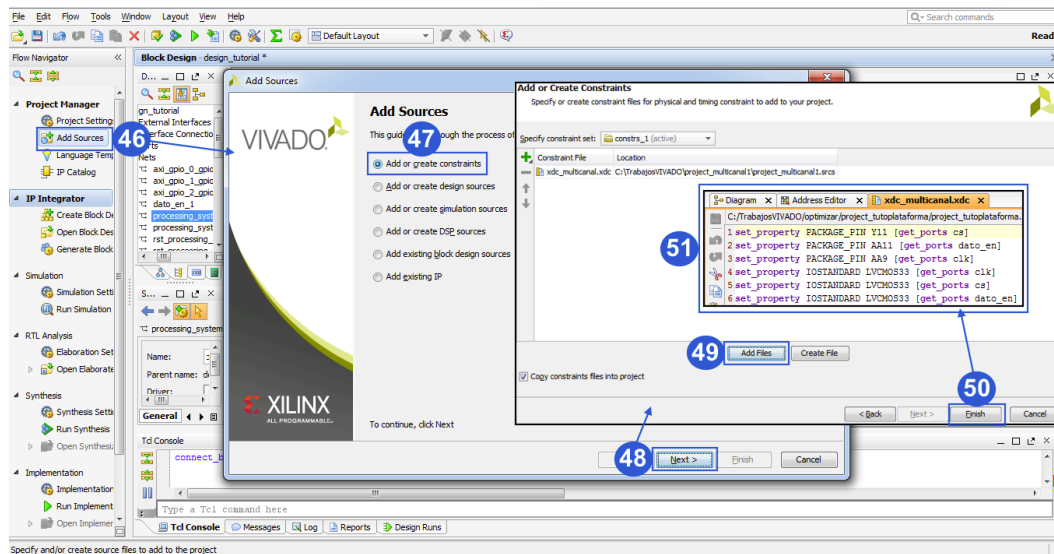 File Edit Flow Tools Window Layout View Help
Search commands
Default Layout
Read
Flow Navigator
Block Design - design_tutorial *
Project Manager
Project Setting
Add Sources
Language Temp
IP Catalog
IP Integrator
Create Block De
Open Block Des
Generate Block
Simulation
Simulation Setti
Run Simulation
RTL Analysis
Elaboration Set
Open Elaborate
Synthesis
Synthesis Setti
Run Synthesis
Open Synthesi
Implementation
Implementation
Run Implement
Open Implemer
D...
gn_tutorial
External Interfaces
Interface Connectio
Nets
axi_gpio_0_gpic
axi_gpio_1_gpic
axi_gpio_2_gpic
dato_en_1
processing_syst
processing_syst
rst_processing_
S...
processing_system
Name:
Parent name: d
Driver:
General
46
Add Sources
VIVADO.
XILINX
ALL PROGRAMMABLE.
Add Sources
This guid
ough the process of
47
Add or create constraints
Add or create design sources
Add or create simulation sources
Add or create DSP sources
Add existing block design sources
Add existing IP
To continue, click Next
48
Next >
Finish
Cancel
Add or Create Constraints
Specify or create constraint files for physical and timing constraint to add to your project.
Specify constraint set: constrs_1 (active)
Constraint File Location
xdc_multicanal.xdc C:\TrabajosVIVADO\project_multicanal1\project_multicanal1.srcs
51
Diagram Address Editor xdc_multicanal.xdc
C:/TrabajosVIVADO/optimizar/project_tutoplataforma/project_tutoplataforma.
1 set_property PACKAGE_PIN Y11 [get_ports cs]
2 set_property PACKAGE_PIN AA11 [get_ports dato_en]
3 set_property PACKAGE_PIN AA9 [get_ports clk]
4 set_property IOSTANDARD LVCMOS33 [get_ports clk]
5 set_property IOSTANDARD LVCMOS33 [get_ports cs]
6 set_property IOSTANDARD LVCMOS33 [get_ports dato_en]
49
Add Files
Create File
Copy constraints files into project
50
< Back
Next >
Finish
Cancel
Tcl Console
connect_b
Type a Tcl command here
Tcl Console Messages Log Reports Design Runs
Specify and/or create source files to add to the project